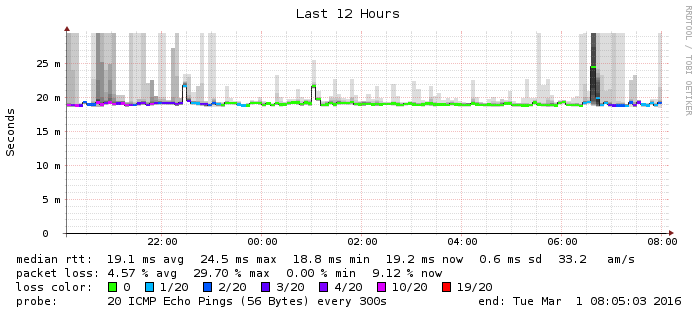 Last 12 Hours
RRDTOOL / TOBI OETIKER
Seconds
25 m
20 m
15 m
10 m
5 m
0
22:00 00:00 02:00 04:00 06:00 08:00
median rtt: 19.1 ms avg 24.5 ms max 18.8 ms min 19.2 ms now 0.6 ms sd 33.2 am/s
packet loss: 4.57 % avg 29.70 % max 0.00 % min 9.12 % now
loss color: 0 1/20 2/20 3/20 4/20 10/20 19/20
probe: 20 ICMP Echo Pings (56 Bytes) every 300s end: Tue Mar 1 08:05:03 2016